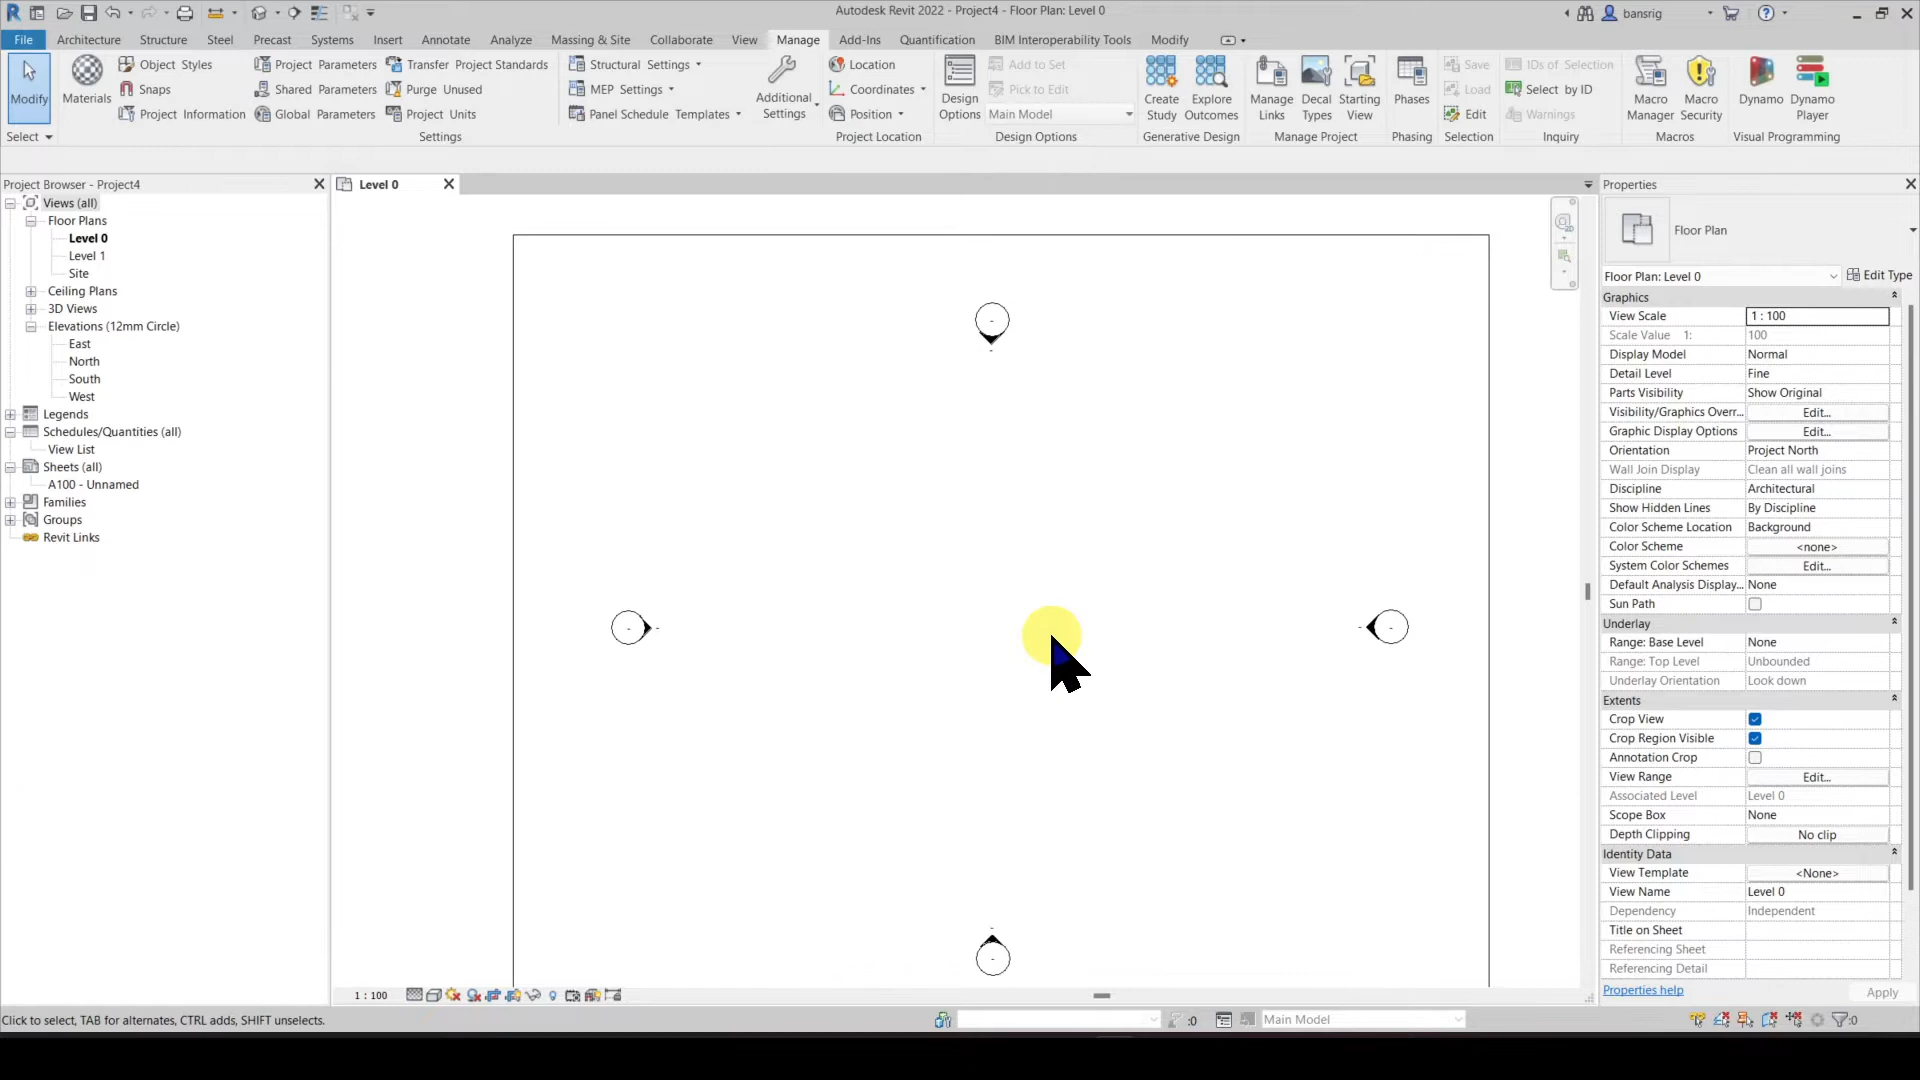 Autodesk Revit 2022 - Project4 - Floor Plan: Level 0
bansrig
File Architecture Structure Steel Precast Systems Insert Annotate Analyze Massing & Site Collaborate View Manage Add-Ins Quantification BIM Interoperability Tools Modify
Modify
Select
Materials
Object Styles
Snaps
Project Information
Project Parameters
Shared Parameters
Global Parameters
Transfer Project Standards
Purge Unused
Project Units
Settings
Structural Settings
MEP Settings
Panel Schedule Templates
Additional Settings
Location
Coordinates
Position
Project Location
Design Options
Add to Set
Pick to Edit
Main Model
Design Options
Create Study
Explore Outcomes
Generative Design
Manage Links
Decal Types
Starting View
Manage Project
Phases
Phasing
Save
Load
Edit
Selection
IDs of Selection
Select by ID
Warnings
Inquiry
Macro Manager
Macro Security
Macros
Dynamo
Dynamo Player
Visual Programming
Project Browser - Project4
Views (all)
Floor Plans
Level 0
Level 1
Site
Ceiling Plans
3D Views
Elevations (12mm Circle)
East
North
South
West
Legends
Schedules/Quantities (all)
View List
Sheets (all)
A100 - Unnamed
Families
Groups
Revit Links
Level 0
Properties
Floor Plan
Floor Plan: Level 0
Edit Type
Graphics
View Scale 1 : 100
Scale Value 1: 100
Display Model Normal
Detail Level Fine
Parts Visibility Show Original
Visibility/Graphics Overr... Edit...
Graphic Display Options Edit...
Orientation Project North
Wall Join Display Clean all wall joins
Discipline Architectural
Show Hidden Lines By Discipline
Color Scheme Location Background
Color Scheme <none>
System Color Schemes Edit...
Default Analysis Display... None
Sun Path
Underlay
Range: Base Level None
Range: Top Level Unbounded
Underlay Orientation Look down
Extents
Crop View
Crop Region Visible
Annotation Crop
View Range Edit...
Associated Level Level 0
Scope Box None
Depth Clipping No clip
Identity Data
View Template <None>
View Name Level 0
Dependency Independent
Title on Sheet
Referencing Sheet
Referencing Detail
Properties help
Apply
1 : 100
Click to select, TAB for alternates, CTRL adds, SHIFT unselects.
:0
Main Model
:0